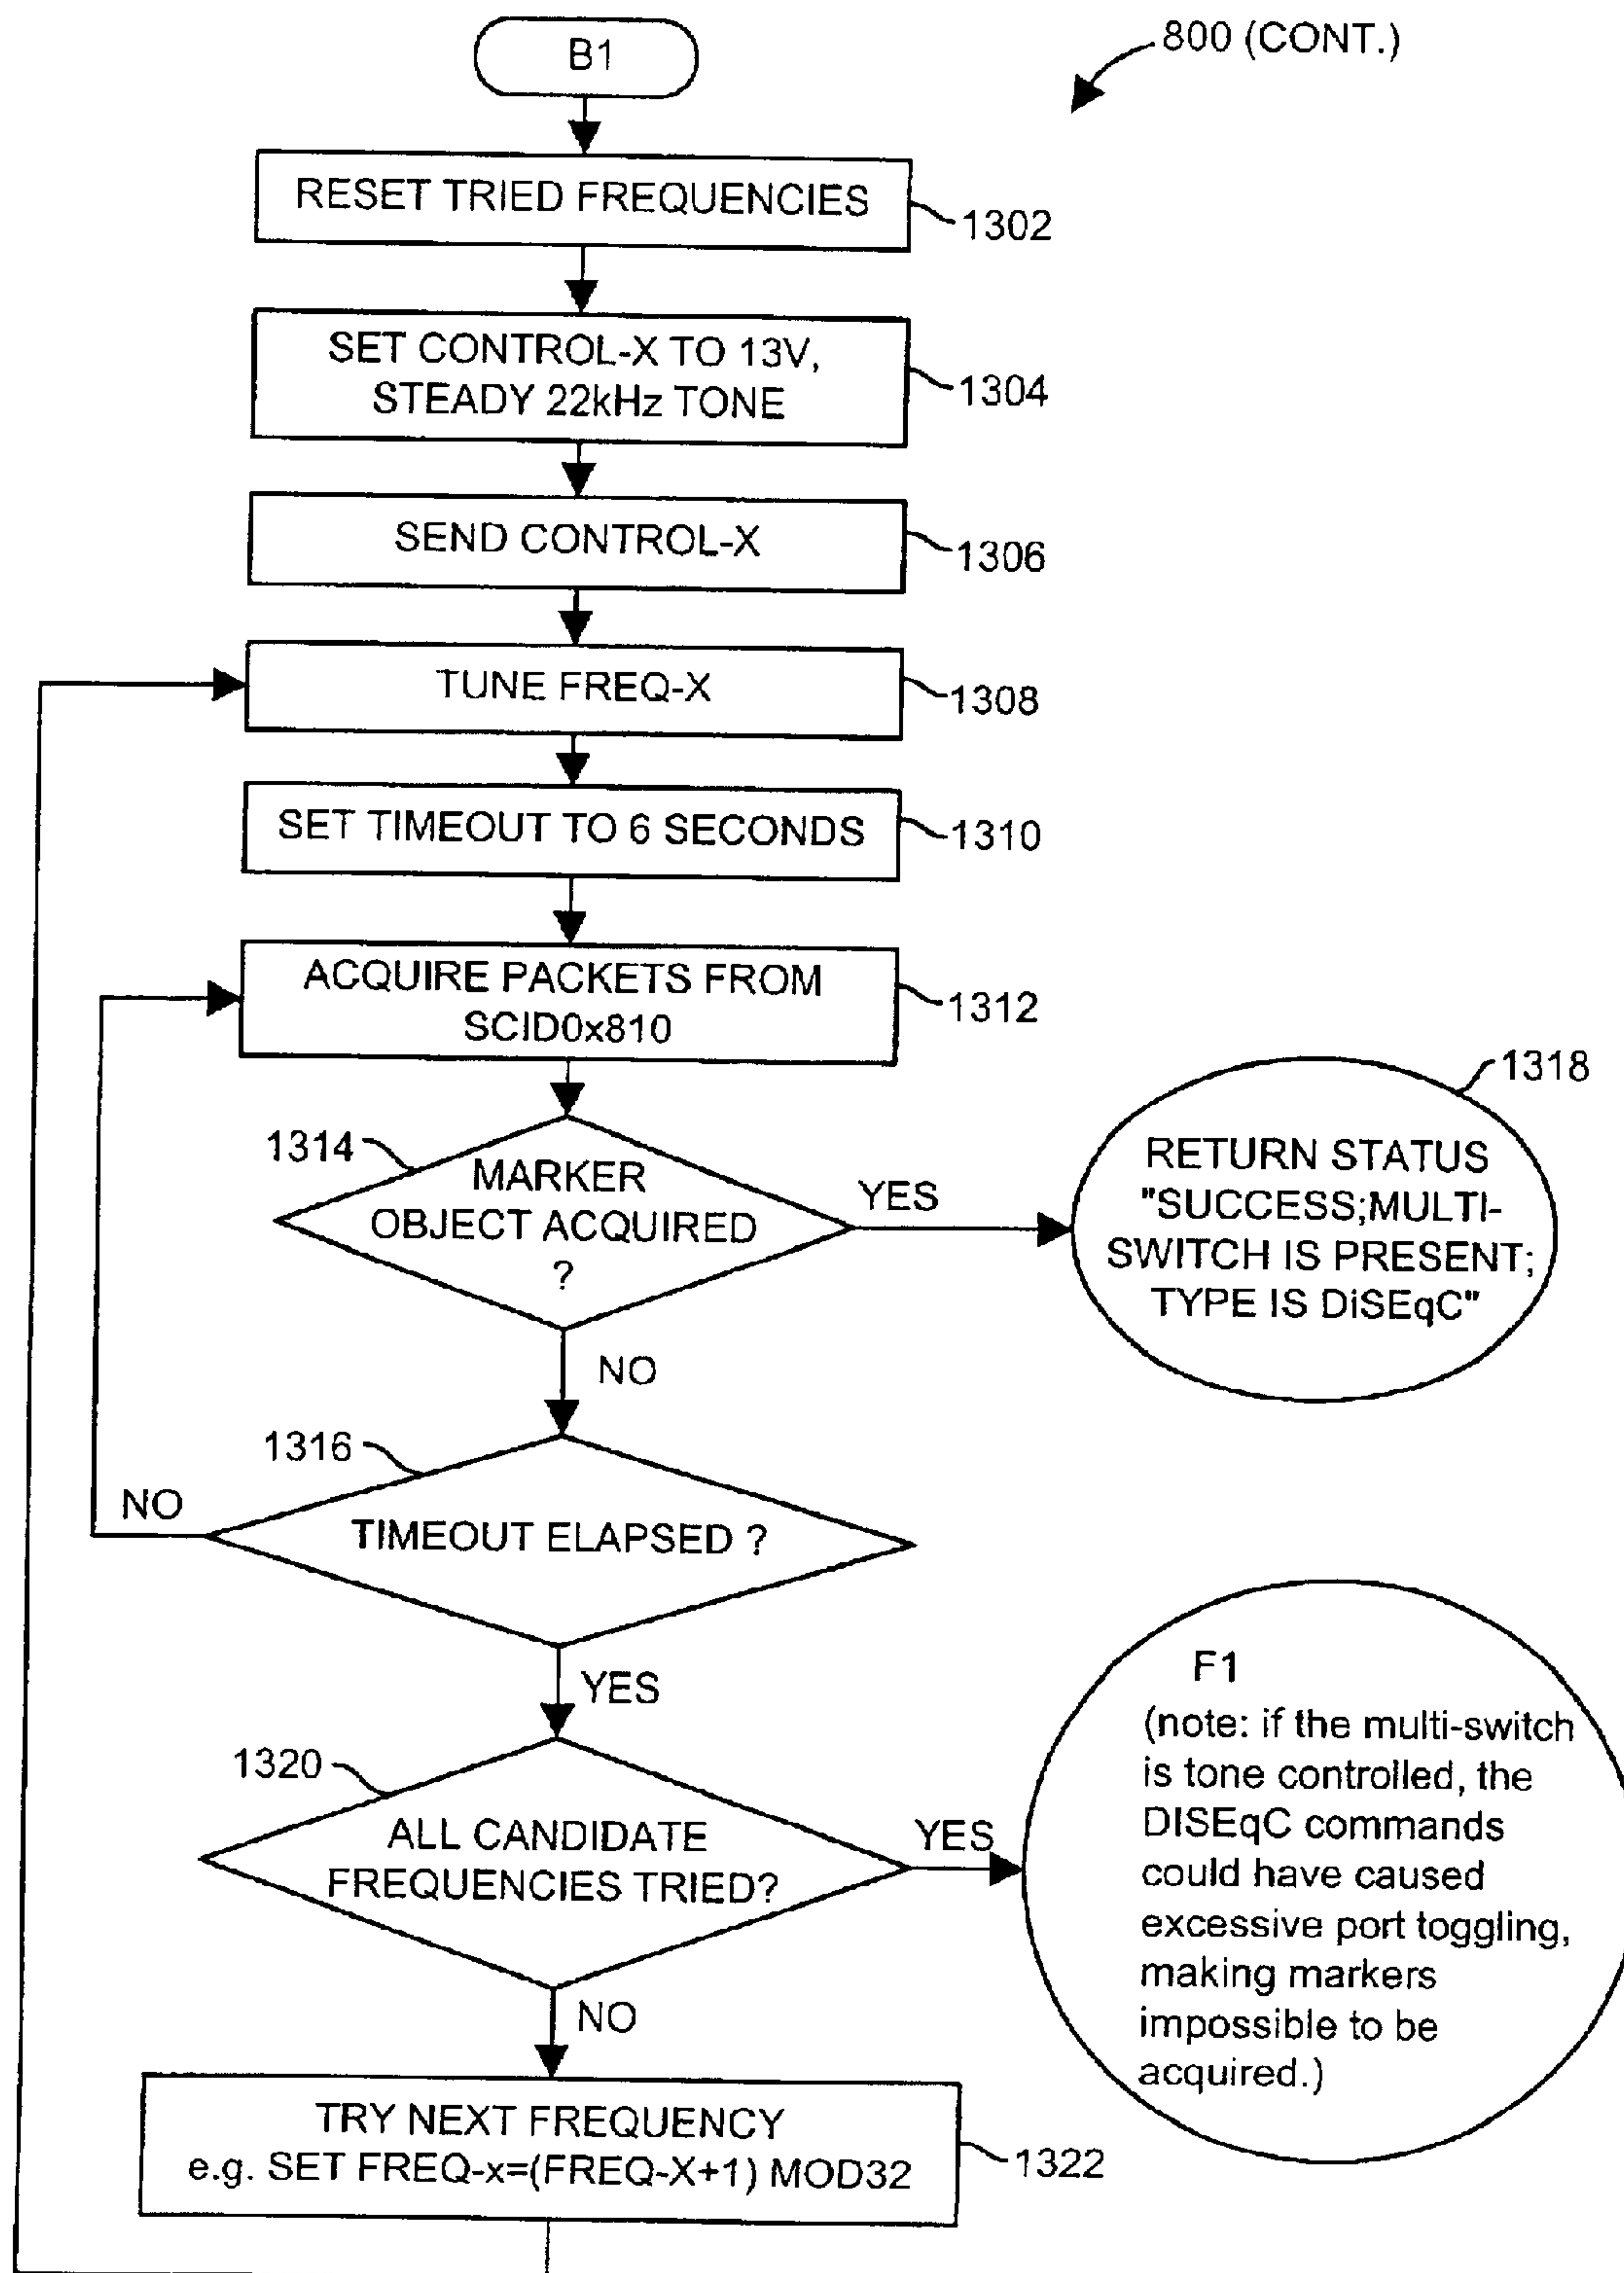 B1
800 (CONT.)
RESET TRIED FREQUENCIES
1302
SET CONTROL-X TO 13V,
STEADY 22kHz TONE
1304
SEND CONTROL-X
1306
TUNE FREQ-X
1308
SET TIMEOUT TO 6 SECONDS
1310
ACQUIRE PACKETS FROM
SCID0x810
1312
1314
MARKER
OBJECT ACQUIRED
?
YES
1318
RETURN STATUS
"SUCCESS;MULTI-
SWITCH IS PRESENT;
TYPE IS DiSEqC"
NO
1316
NO
TIMEOUT ELAPSED ?
YES
1320
ALL CANDIDATE
FREQUENCIES TRIED?
YES
F1
(note: if the multi-switch
is tone controlled, the
DISEqC commands
could have caused
excessive port toggling,
making markers
impossible to be
acquired.)
NO
TRY NEXT FREQUENCY
e.g. SET FREQ-x=(FREQ-X+1) MOD32
1322